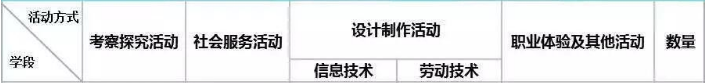 活动方式
学段
考察探究活动
社会服务活动
设计制作活动
信息技术
劳动技术
职业体验及其他活动
数量